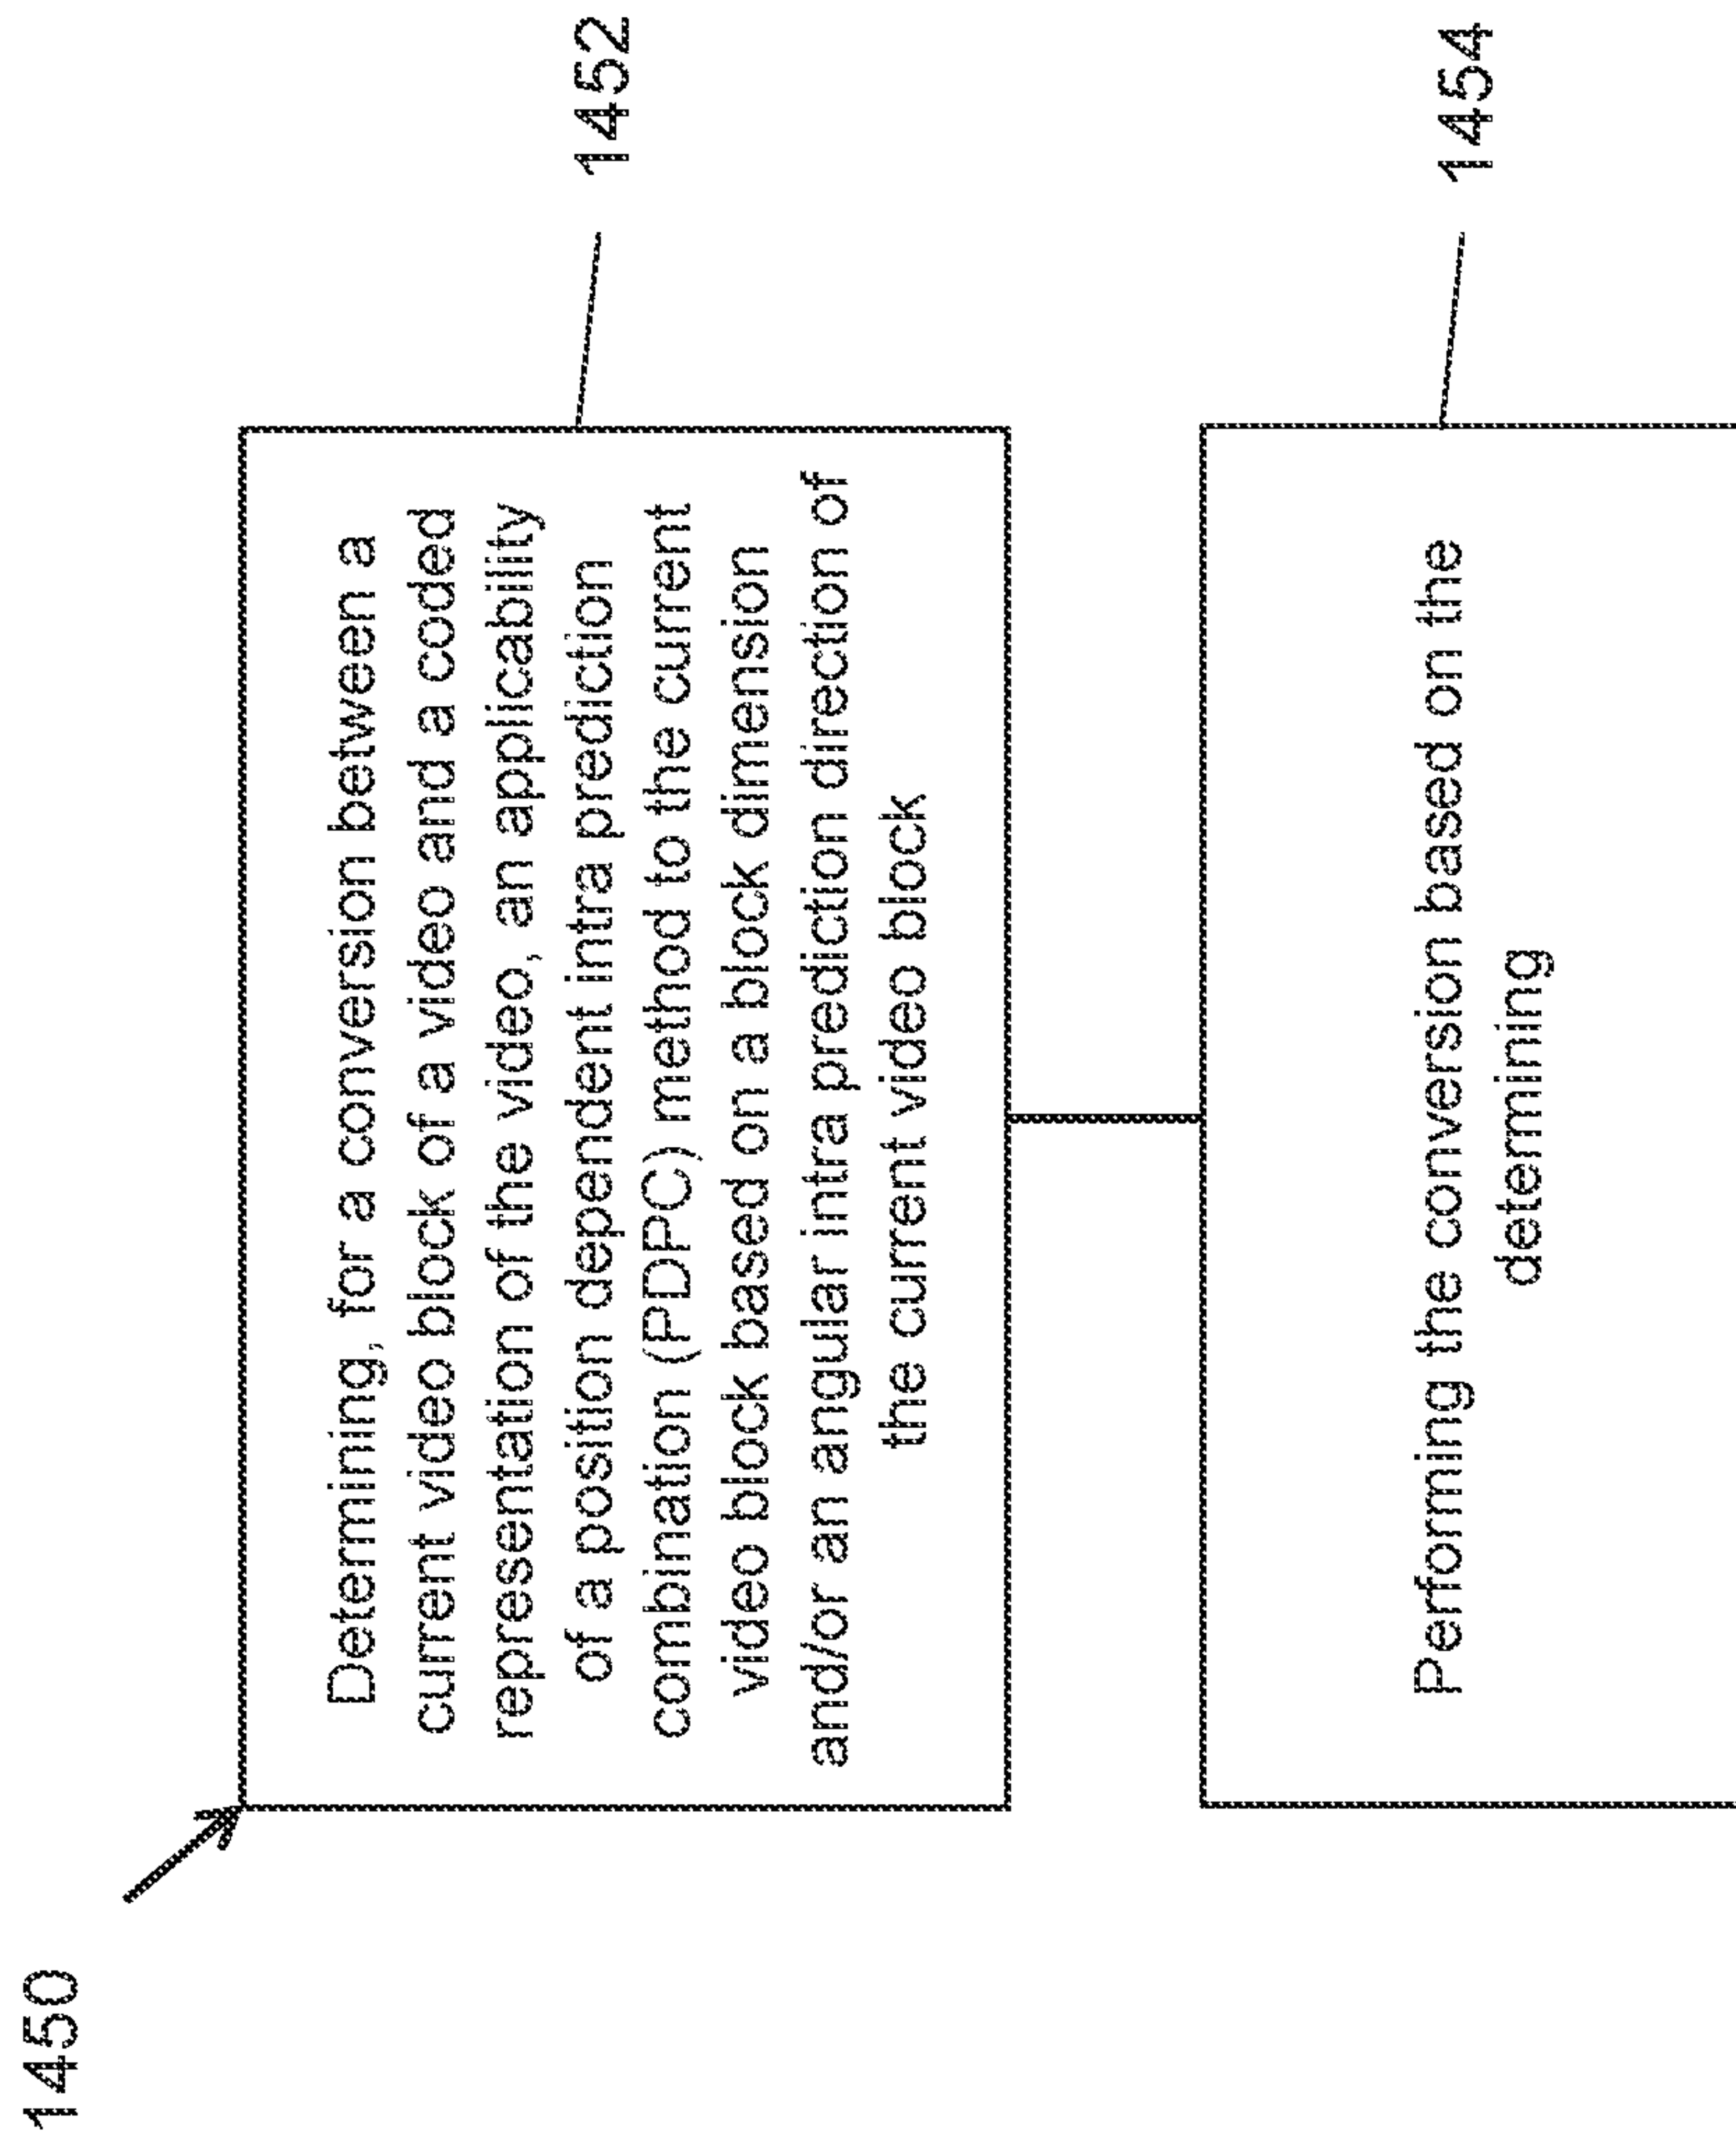 1450
Determining, for a conversion between a
current video block of a video and a coded
representation of the video, an applicability
of a position dependent intra prediction
combination (PDPC) method to the current
video block based on a block dimension
and/or an angular intra prediction direction of
the current video block
1452
Performing the conversion based on the
determining
1454